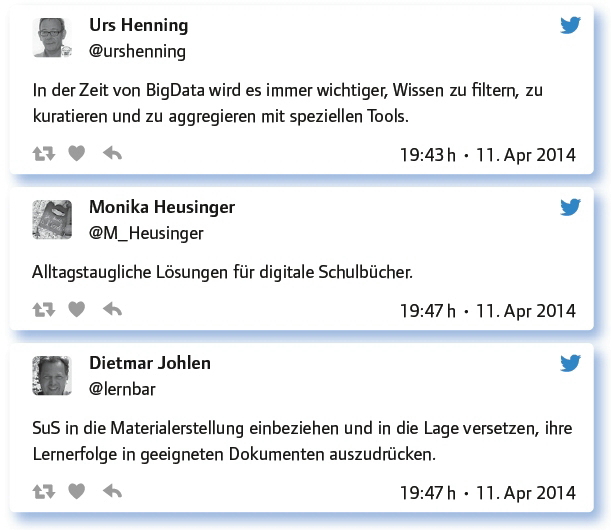 Urs Henning
@urshenning
In der Zeit von BigData wird es immer wichtiger, Wissen zu filtern, zu
kuratieren und zu aggregieren mit speziellen Tools.
19:43 h • 11. Apr 2014
Monika Heusinger
@M_Heusinger
Alltagstaugliche Lösungen für digitale Schulbücher.
19:47 h • 11. Apr 2014
Dietmar Johlen
@lernbar
SuS in die Materialerstellung einbeziehen und in die Lage versetzen, ihre
Lernerfolge in geeigneten Dokumenten auszudrücken.
19:47 h • 11. Apr 2014